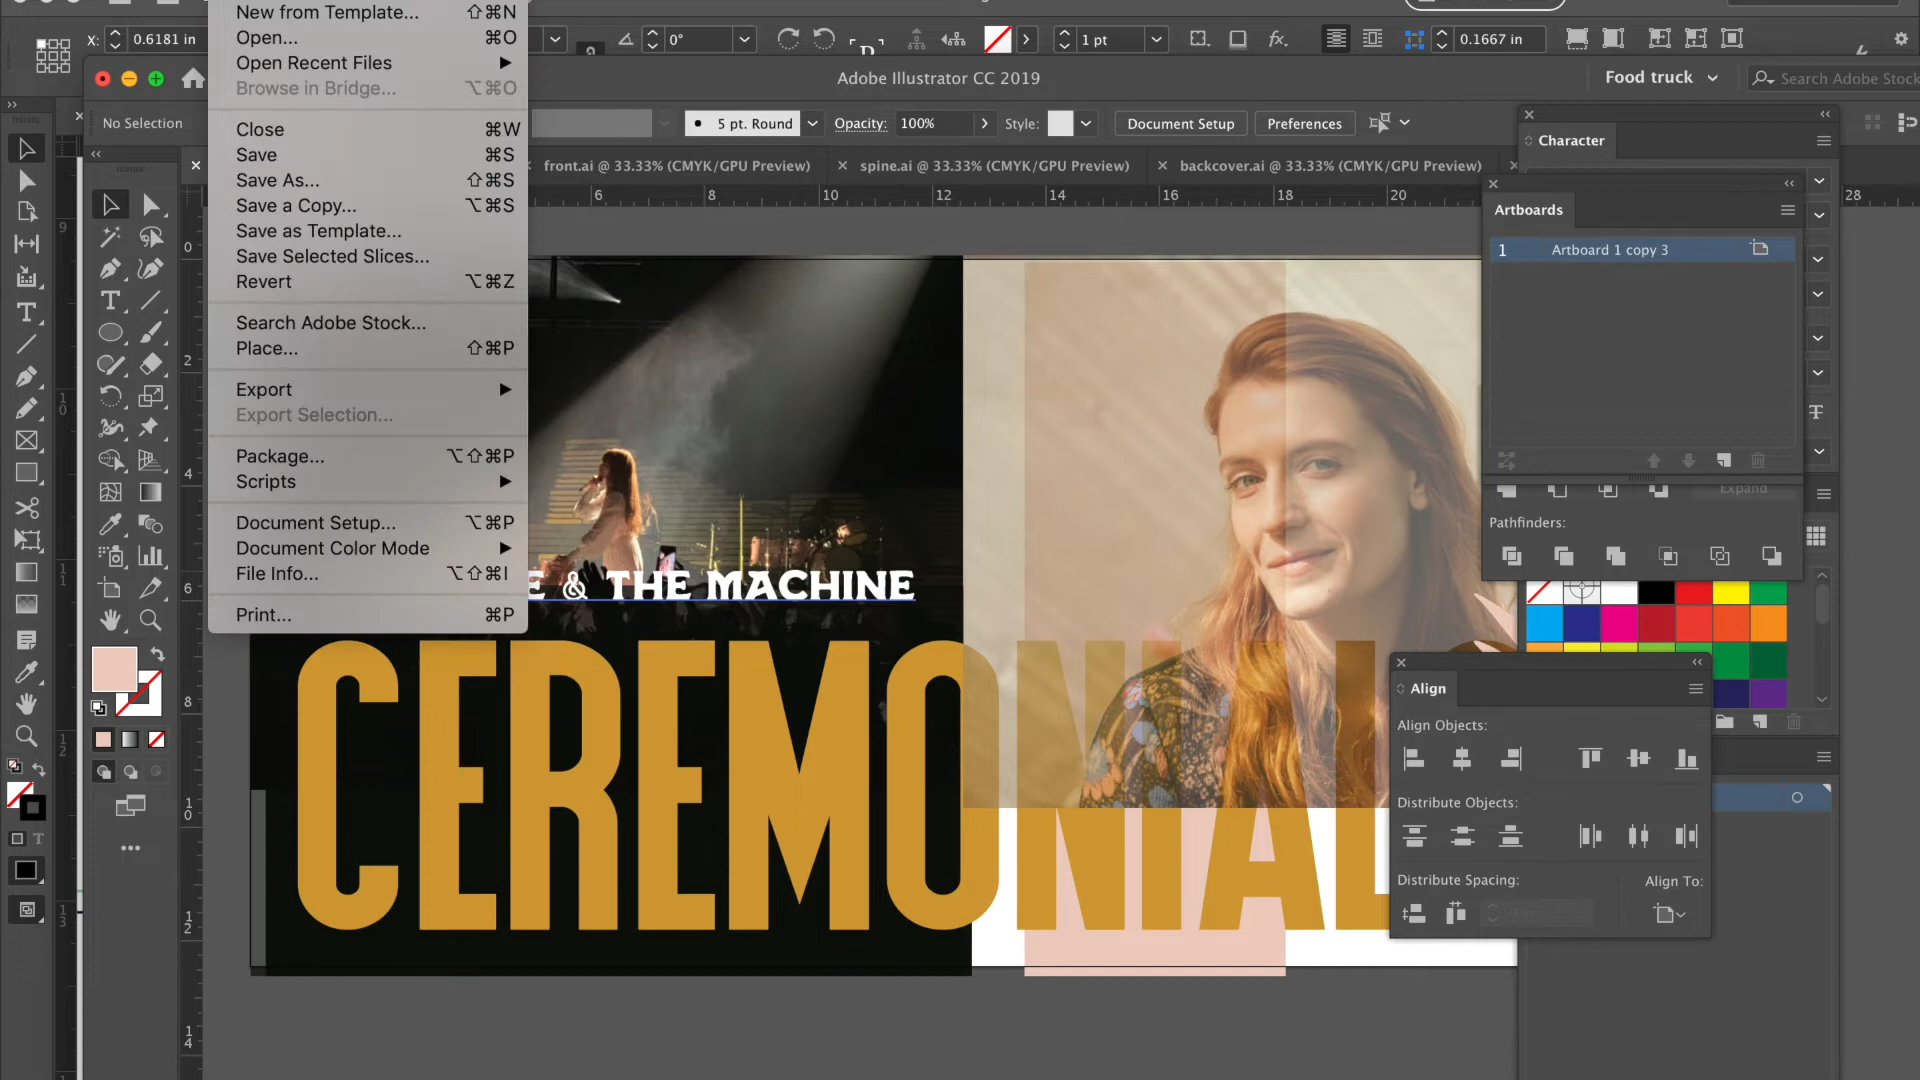 New from Template... ⇧⌘N
X: 0.6181 in
Open... ⌘O
0°
1 pt
0.1667 in
Open Recent Files
Adobe Illustrator CC 2019
Food truck
Search Adobe Stock
Browse in Bridge... ⌥⌘O
No Selection
Close ⌘W
5 pt. Round
Opacity:
100%
Style:
Document Setup
Preferences
Character
Save ⌘S
front.ai @ 33.33% (CMYK/GPU Preview)
spine.ai @ 33.33% (CMYK/GPU Preview)
backcover.ai @ 33.33% (CMYK/GPU Preview)
Save As... ⇧⌘S
6 8 10 12 14 16 18 20 28
Save a Copy... ⌥⌘S
Artboards
Save as Template...
Save Selected Slices...
1 Artboard 1 copy 3
Revert ⌥⌘Z
Search Adobe Stock...
Place... ⇧⌘P
Export
Export Selection...
Package... ⌥⇧⌘P
Scripts
Expand
Document Setup... ⌥⌘P
Pathfinders:
Document Color Mode
File Info... ⌥⇧⌘I
E & THE MACHINE
Print... ⌘P
CEREMONIAL
Align
Align Objects:
Distribute Objects:
Distribute Spacing:
Align To:
0
2
4
6
8
10
12
14
9
10
11
12
13